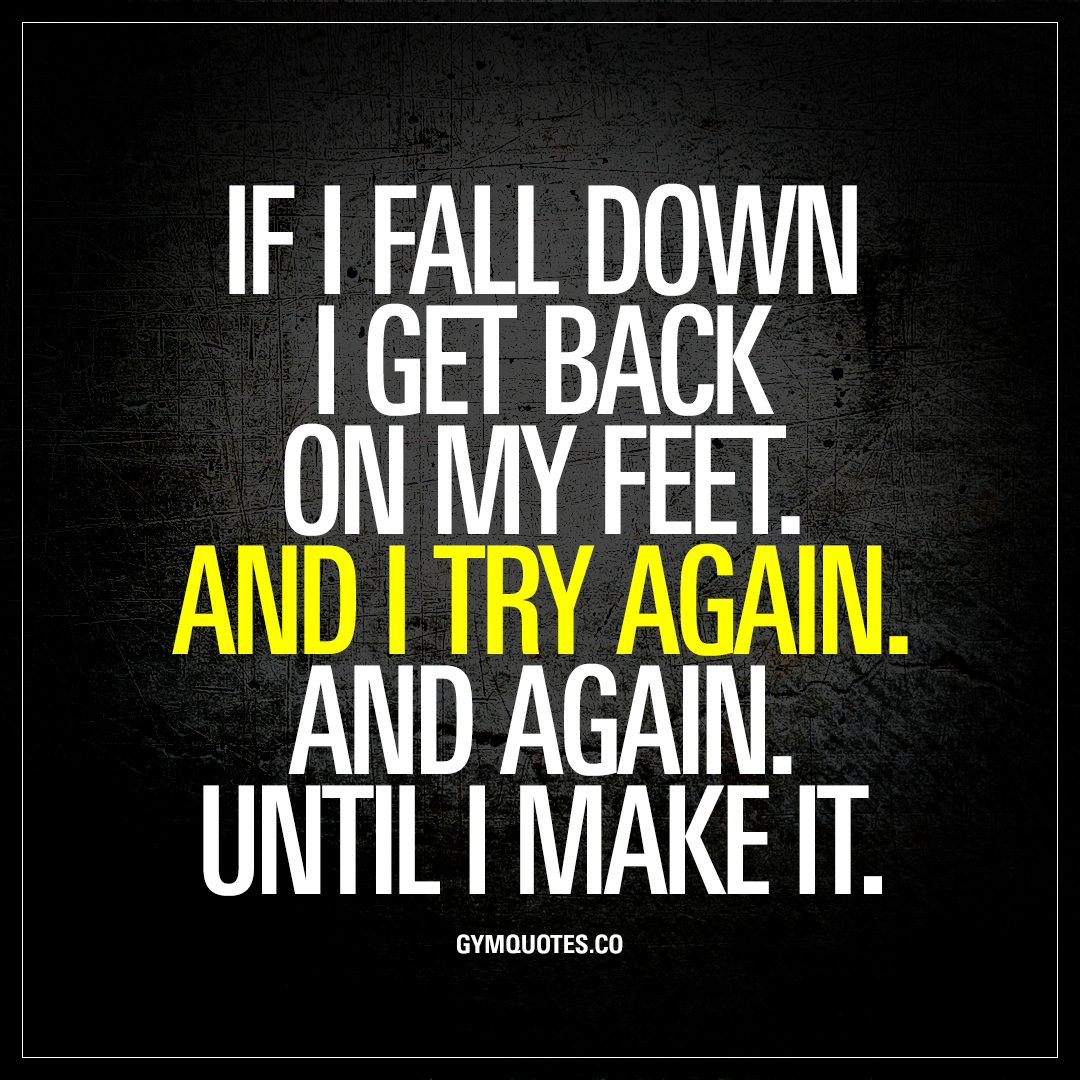 IF I FALL DOWN
I GET BACK
ON MY FEET.
AND I TRY AGAIN.
AND AGAIN.
UNTIL I MAKE IT.
GYMQUOTES.CO